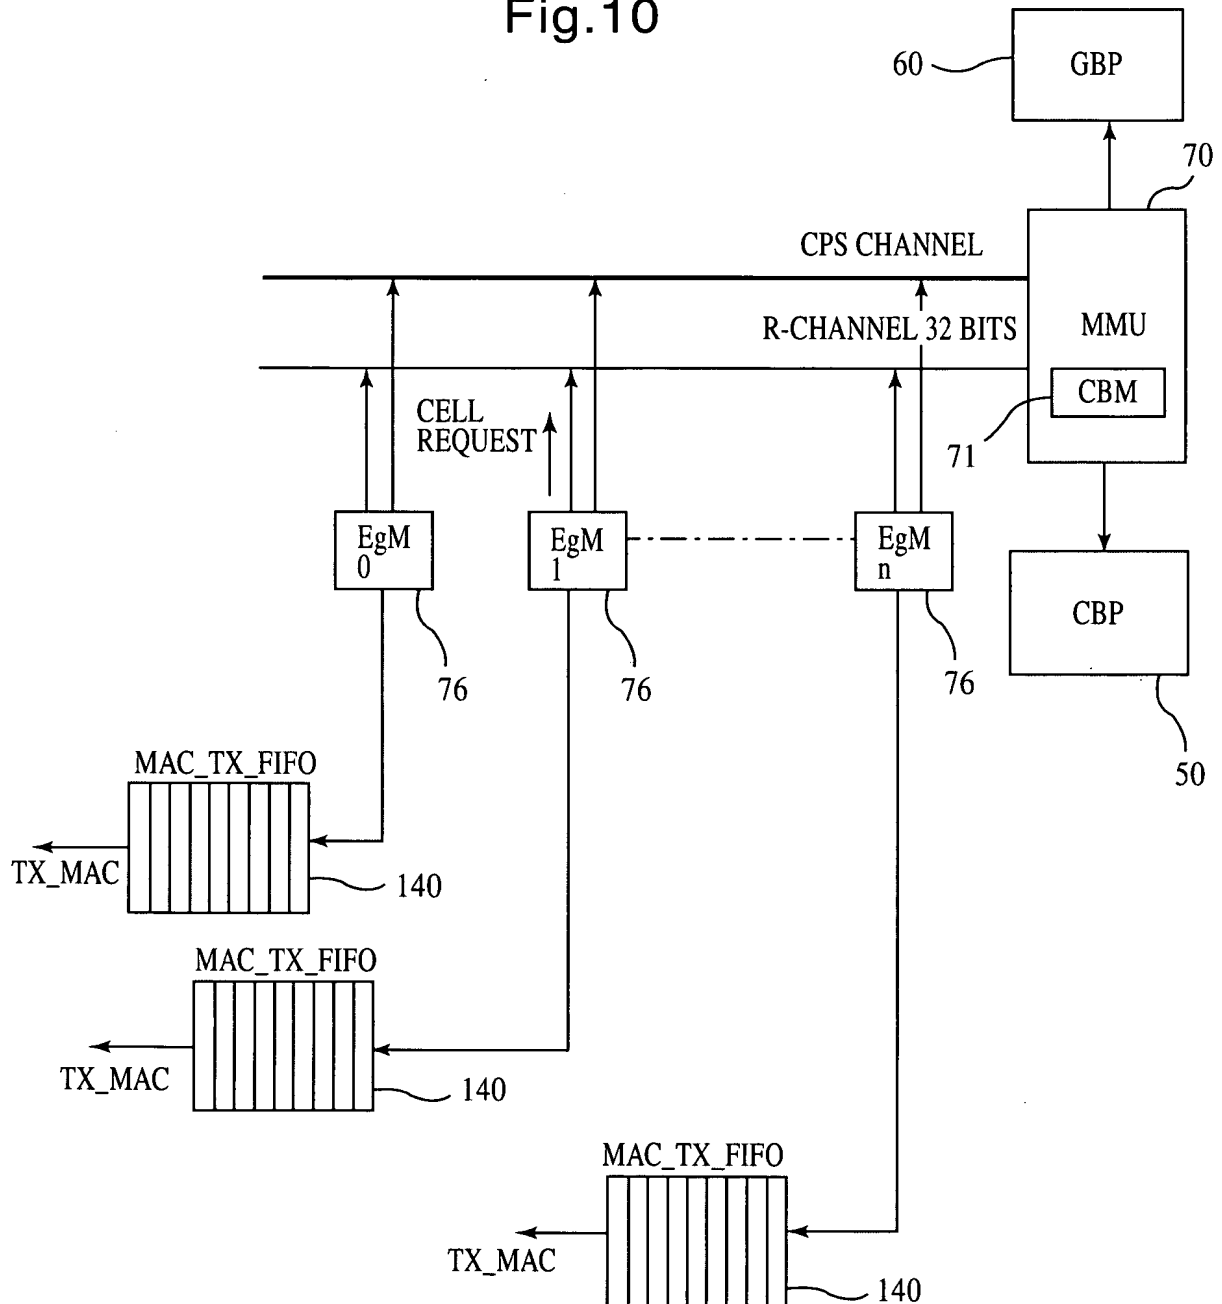 Fig.10
60
GBP
70
CPS CHANNEL
R-CHANNEL 32 BITS
MMU
CBM
71
CELL
REQUEST
EgM
0
EgM
1
EgM
n
CBP
76
76
76
50
MAC_TX_FIFO
TX_MAC
140
MAC_TX_FIFO
TX_MAC
140
MAC_TX_FIFO
TX_MAC
140